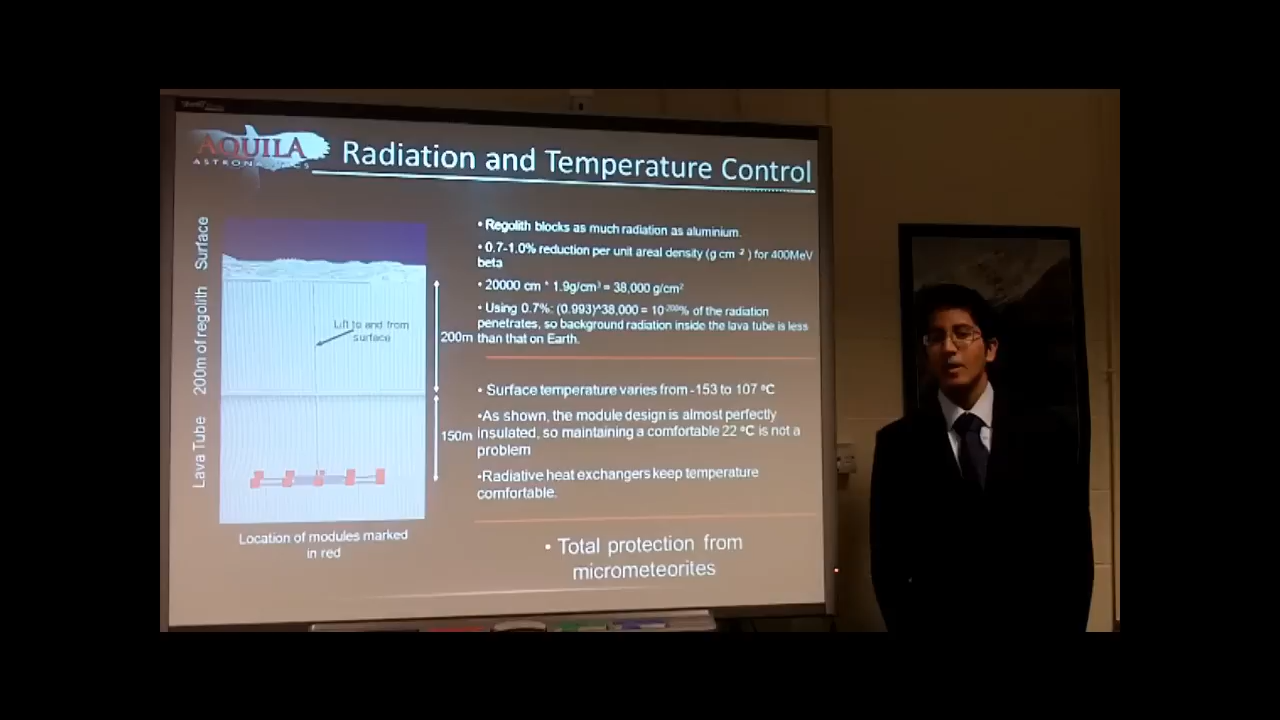 AQUILA
ASTRONAUTICS
Radiation and Temperature Control
Surface
200m of regolith
Lava Tube
Lift to and from
surface
200m
150m
Location of modules marked
in red
• Regolith blocks as much radiation as aluminium.
• 0.7-1.0% reduction per unit areal density (g cm ²) for 400MeV
beta
• 20000 cm * 1.9g/cm³ = 38,000 g/cm²
• Using 0.7%: (0.993)^38,000 = 10 % of the radiation
penetrates, so background radiation inside the lava tube is less
than that on Earth.
• Surface temperature varies from -153 to 107 °C
•As shown, the module design is almost perfectly
insulated, so maintaining a comfortable 22 °C is not a
problem
•Radiative heat exchangers keep temperature
comfortable.
• Total protection from
micrometeorites